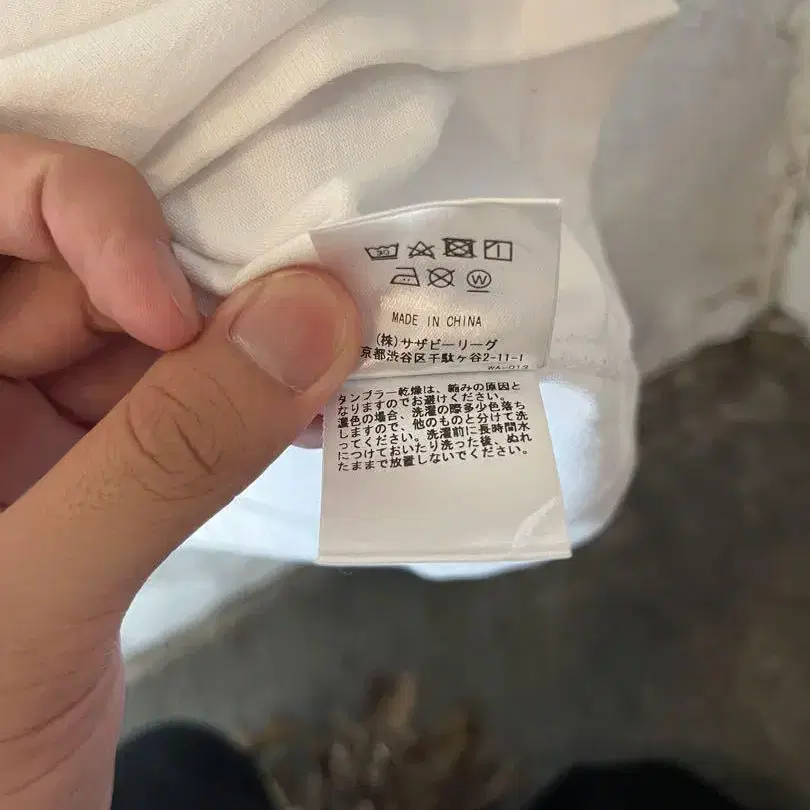 30
W
MADE IN CHINA
(株)サザビーリーグ
京都渋谷区千駄ヶ谷2-11-1
タンブラー乾燥は、縮みの原因と
なりますのでお避けください。
濃色の場合、洗濯の際多少色落ち
しますので、他のものと分けて洗
ってください。洗濯前に長時間水
につけておいたり洗った後、ぬれ
たままで放置しないでください。